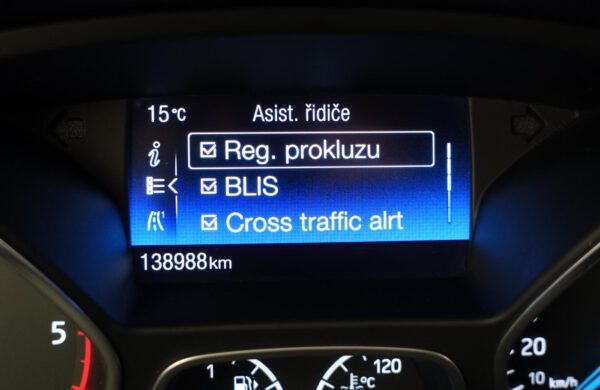 15°C Asist. řidiče
Reg. prokluzu
BLIS
Cross traffic alrt
138988km
5
1
120
°C
20
10 km/h